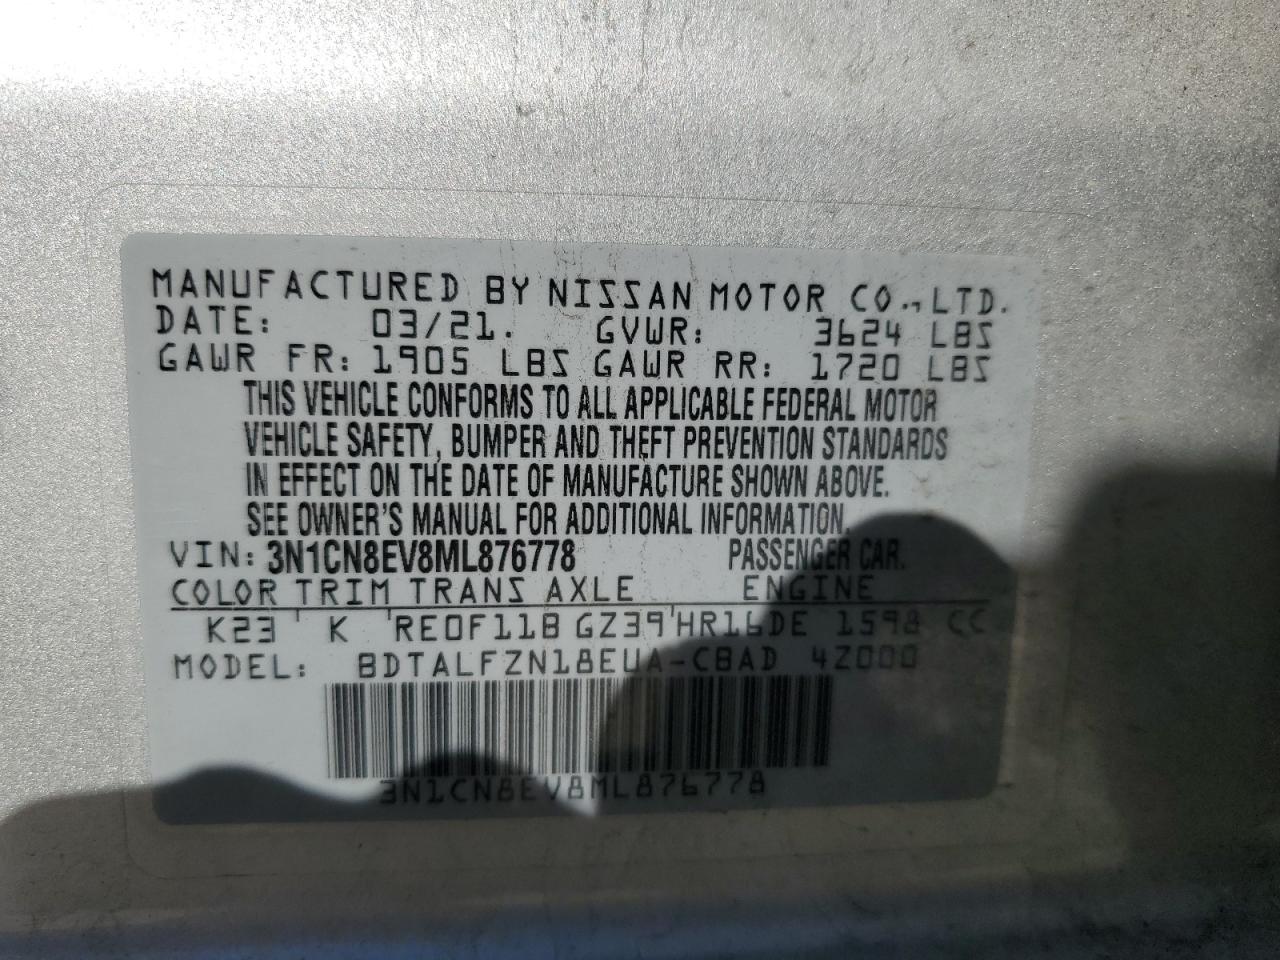 MANUFACTURED BY NISSAN MOTOR CO., LTD.
DATE: 03/21. GVWR: 3624 LBS
GAWR FR: 1905 LBS GAWR RR: 1720 LBS
THIS VEHICLE CONFORMS TO ALL APPLICABLE FEDERAL MOTOR
VEHICLE SAFETY, BUMPER AND THEFT PREVENTION STANDARDS
IN EFFECT ON THE DATE OF MANUFACTURE SHOWN ABOVE.
SEE OWNER'S MANUAL FOR ADDITIONAL INFORMATION.
VIN: 3N1CN8EV8ML876778 PASSENGER CAR.
COLOR TRIM TRANS AXLE ENGINE
K23 K RE0F11B GZ39 HR16DE 1598 CC
MODEL: BDTALFZN18EUA-CBAD 4Z000
3N1CN8EV8ML876778